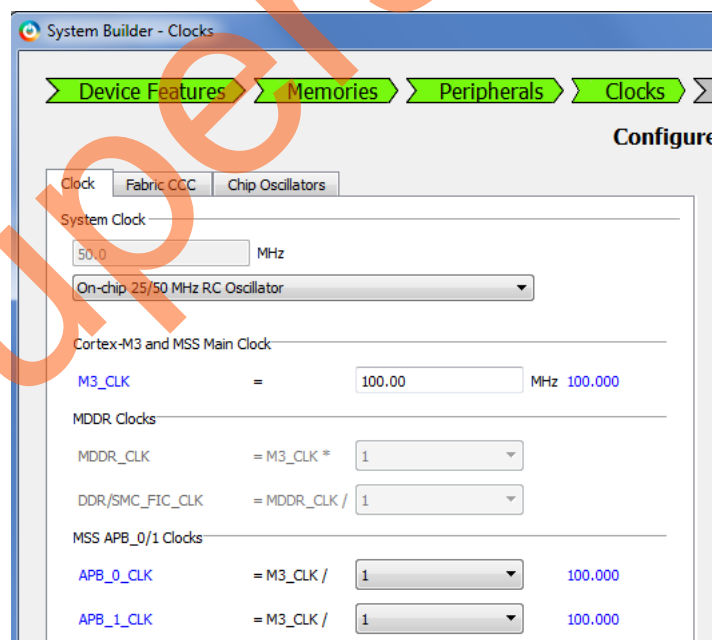 System Builder - Clocks
Device Features Memories Peripherals Clocks
Configure
Clock Fabric CCC Chip Oscillators
System Clock
50.0 MHz
On-chip 25/50 MHz RC Oscillator
Cortex-M3 and MSS Main Clock
M3_CLK = 100.00 MHz 100.000
MDDR Clocks
MDDR_CLK = M3_CLK * 1
DDR/SMC_FIC_CLK = MDDR_CLK / 1
MSS APB_0/1 Clocks
APB_0_CLK = M3_CLK / 1 100.000
APB_1_CLK = M3_CLK / 1 100.000